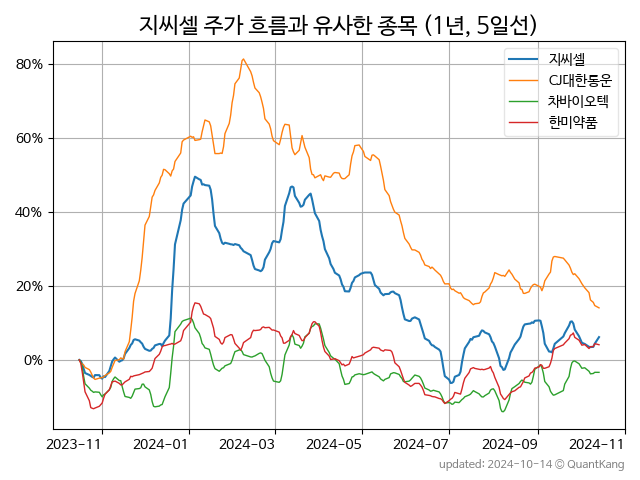 지씨셀 주가 흐름과 유사한 종목 (1년, 5일선)
지씨셀
CJ대한통운
차바이오텍
한미약품
80%
60%
40%
20%
0%
2023-11 2024-01 2024-03 2024-05 2024-07 2024-09 2024-11
updated: 2024-10-14 © QuantKang